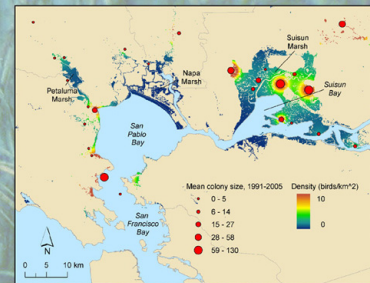 Suisun
Marsh
Napa
Marsh
Petaluma
Marsh
Suisun
Bay
San
Pablo
Bay
San
Francisco
Bay
Mean colony size, 1991-2005
0 - 5
6 - 14
15 - 27
28 - 58
59 - 130
Density (birds/km^2)
10
0
N
0 5 10 km